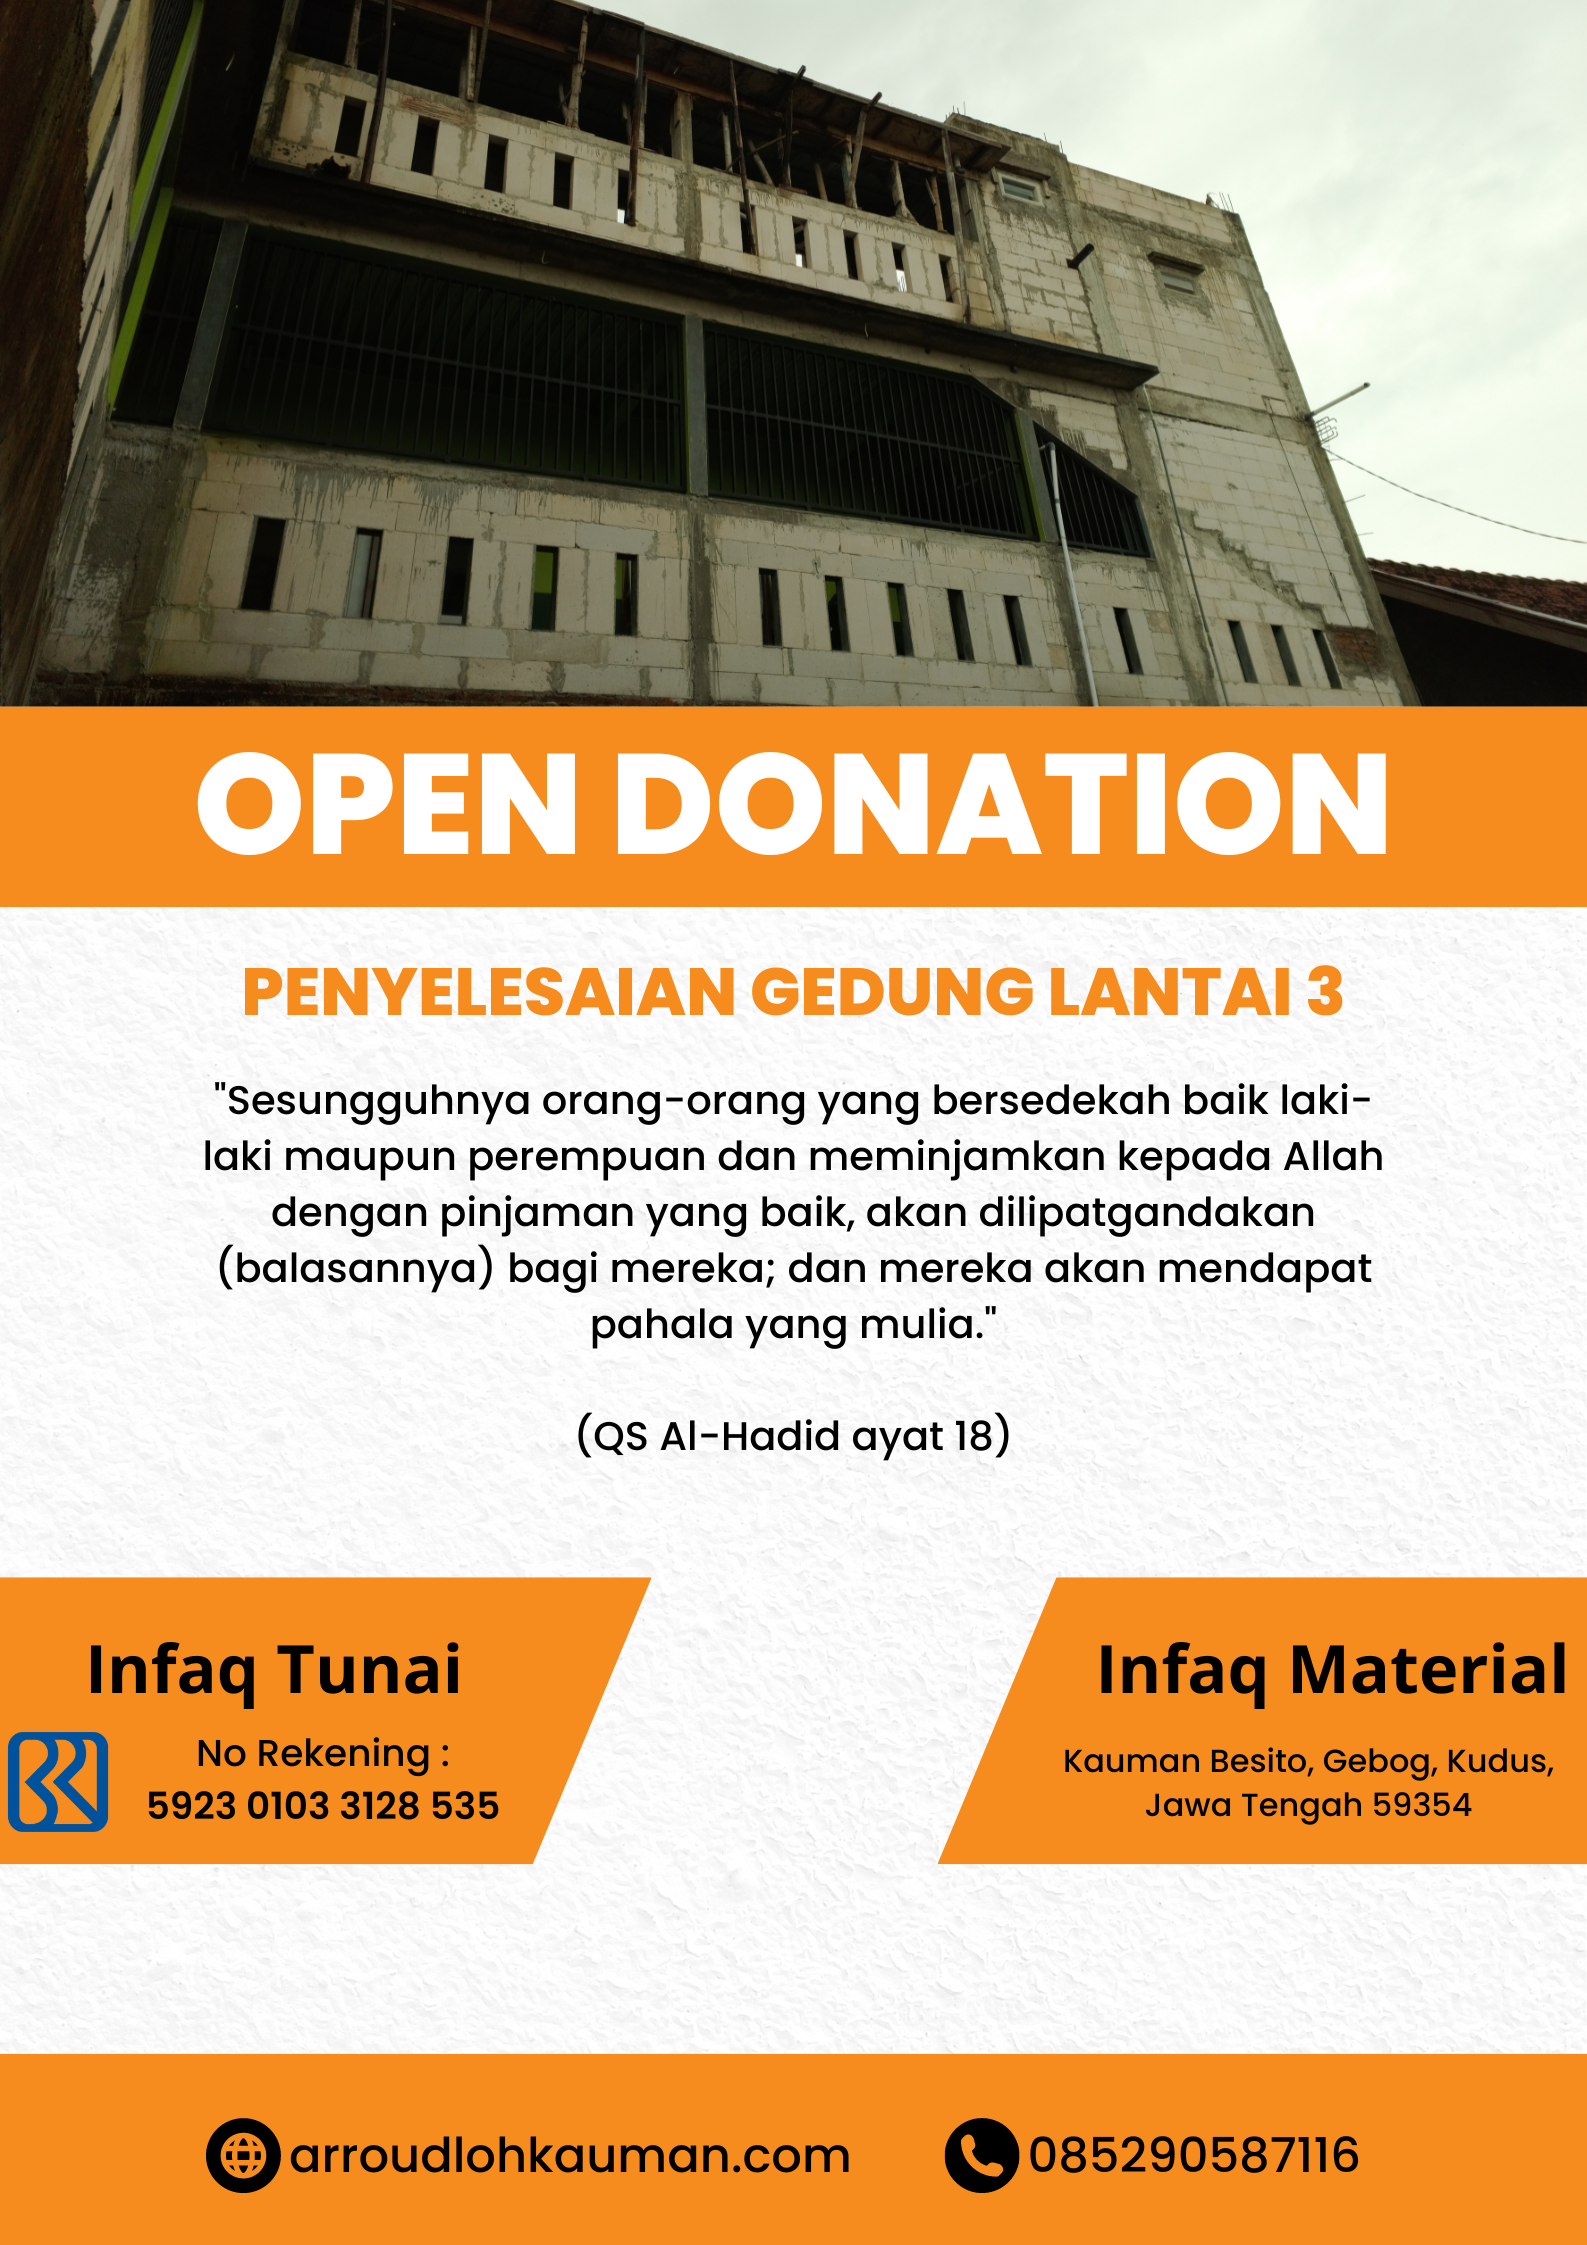 OPEN DONATION
PENYELESAIAN GEDUNG LANTAI 3
"Sesungguhnya orang-orang yang bersedekah baik laki-
laki maupun perempuan dan meminjamkan kepada Allah
dengan pinjaman yang baik, akan dilipatgandakan
(balasannya) bagi mereka; dan mereka akan mendapat
pahala yang mulia."
(QS Al-Hadid ayat 18)
Infaq Tunai
No Rekening :
5923 0103 3128 535
Infaq Material
Kauman Besito, Gebog, Kudus,
Jawa Tengah 59354
arroudlohkauman.com
085290587116